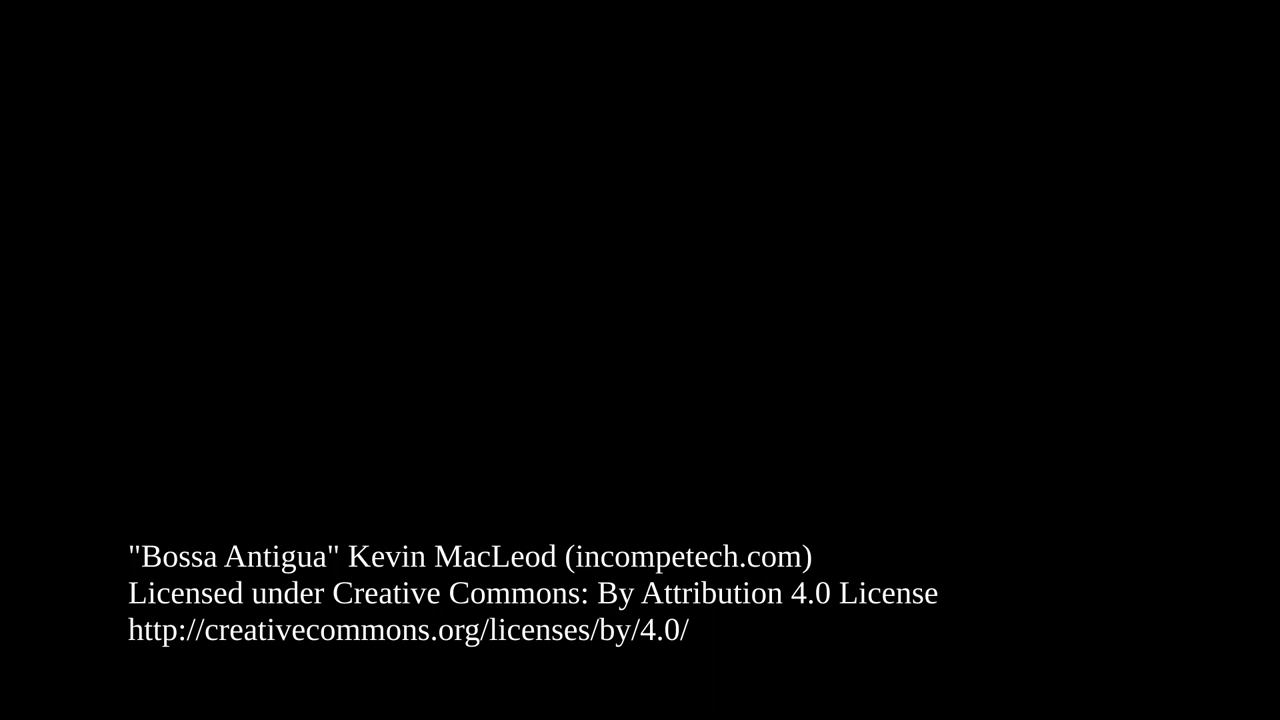 "Bossa Antigua" Kevin MacLeod (incompetech.com)
Licensed under Creative Commons: By Attribution 4.0 License
http://creativecommons.org/licenses/by/4.0/